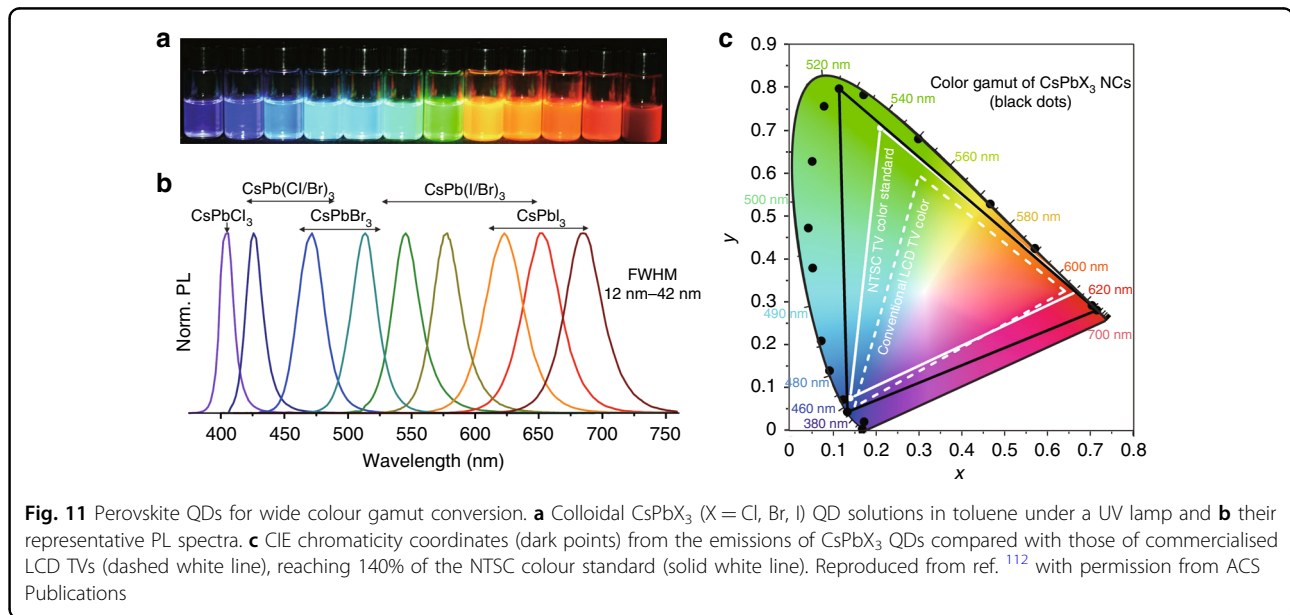 a
b
CsPb(Cl/Br)3
CsPb(I/Br)3
CsPbCl3
CsPbBr3
CsPbI3
FWHM
12 nm–42 nm
Norm. PL
400 450 500 550 600 650 700 750
Wavelength (nm)
c
0.9
0.8
0.7
0.6
0.5
0.4
0.3
0.2
0.1
0
y
Color gamut of CsPbX3 NCs
(black dots)
520 nm
540 nm
560 nm
580 nm
600 nm
620 nm
700 nm
500 nm
490 nm
480 nm
460 nm
380 nm
NTSC TV color standard
Conventional LCD TV color
0 0.1 0.2 0.3 0.4 0.5 0.6 0.7 0.8
x
Fig. 11 Perovskite QDs for wide colour gamut conversion. a Colloidal CsPbX3 (X = Cl, Br, I) QD solutions in toluene under a UV lamp and b their
representative PL spectra. c CIE chromaticity coordinates (dark points) from the emissions of CsPbX3 QDs compared with those of commercialised
LCD TVs (dashed white line), reaching 140% of the NTSC colour standard (solid white line). Reproduced from ref. 112 with permission from ACS
Publications